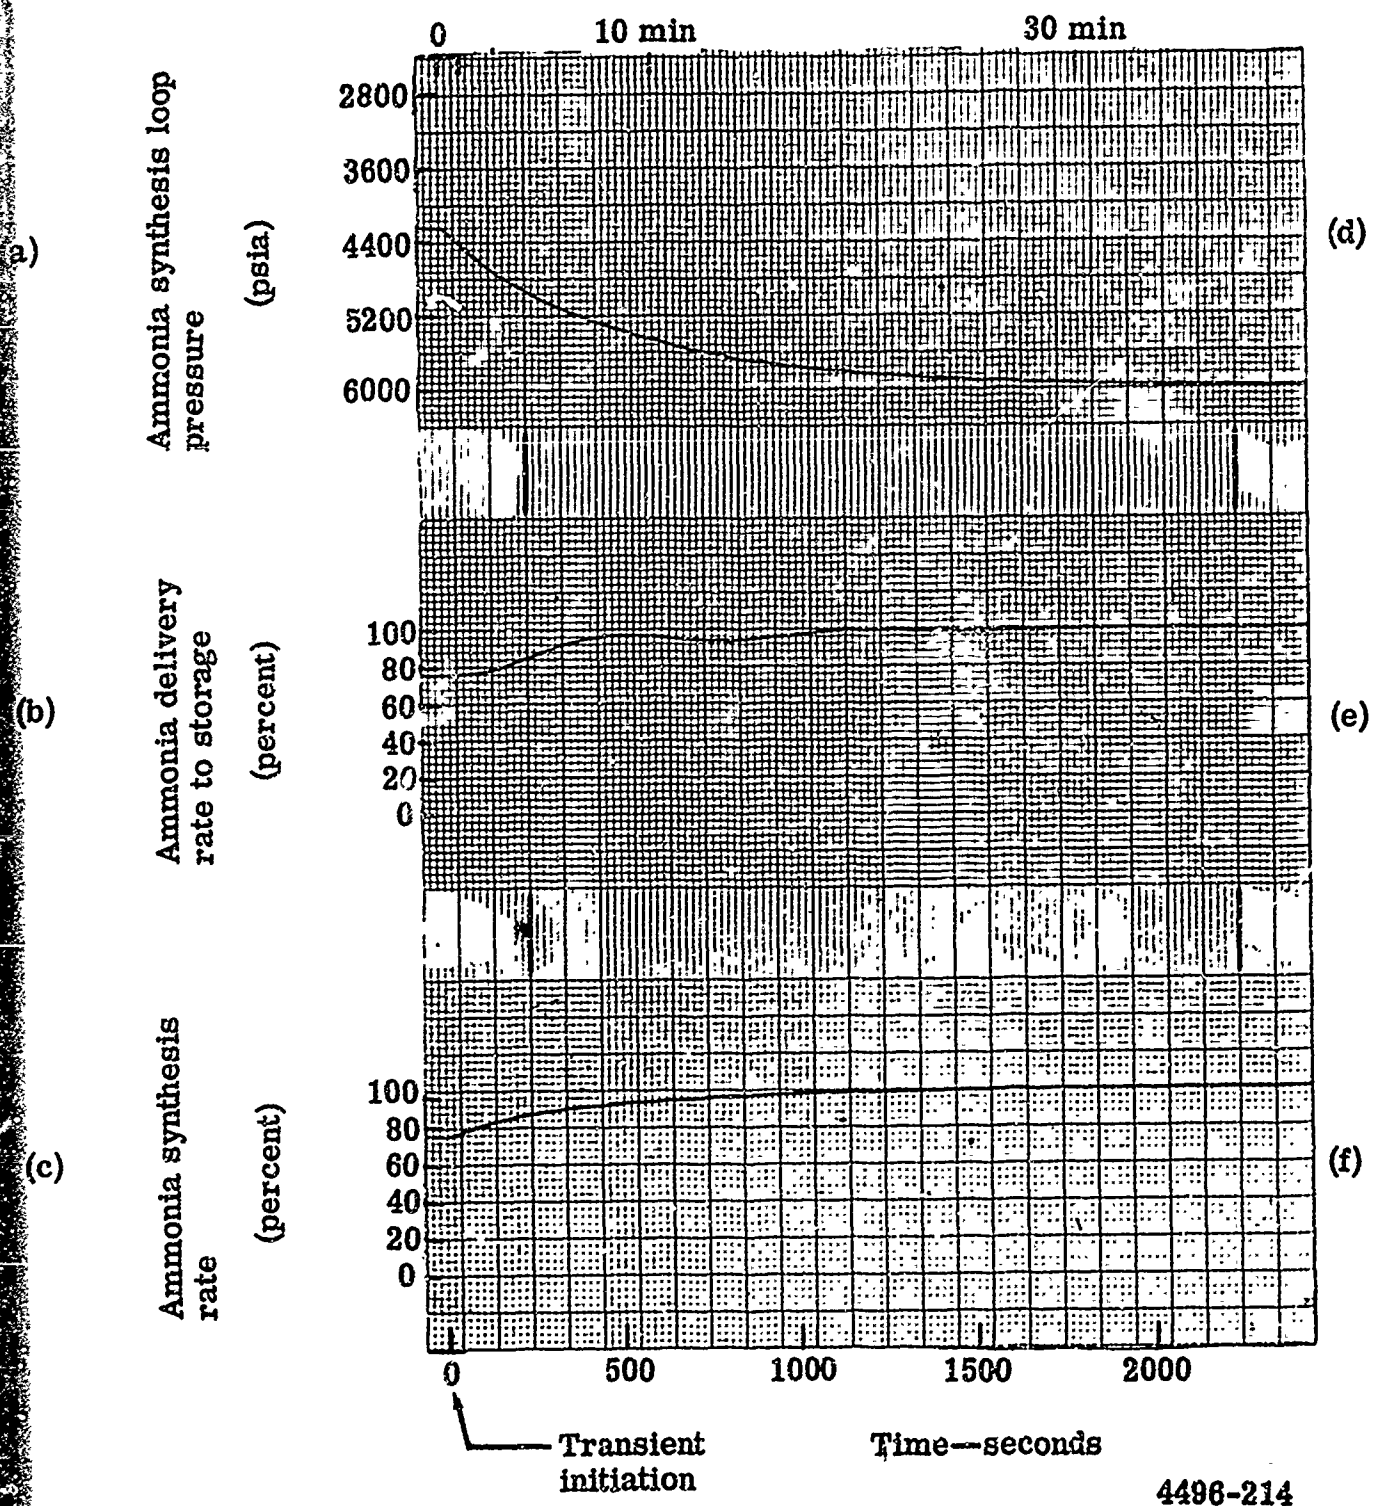 0 10 min 30 min
a)
Ammonia synthesis loop
pressure
(psia)
2800
3600
4400
5200
6000
(d)
(b)
Ammonia delivery
rate to storage
(percent)
100
80
60
40
20
0
(e)
(c)
Ammonia synthesis
rate
(percent)
100
80
60
40
20
0
(f)
0 500 1000 1500 2000
Transient
initiation
Time—seconds
4496-214